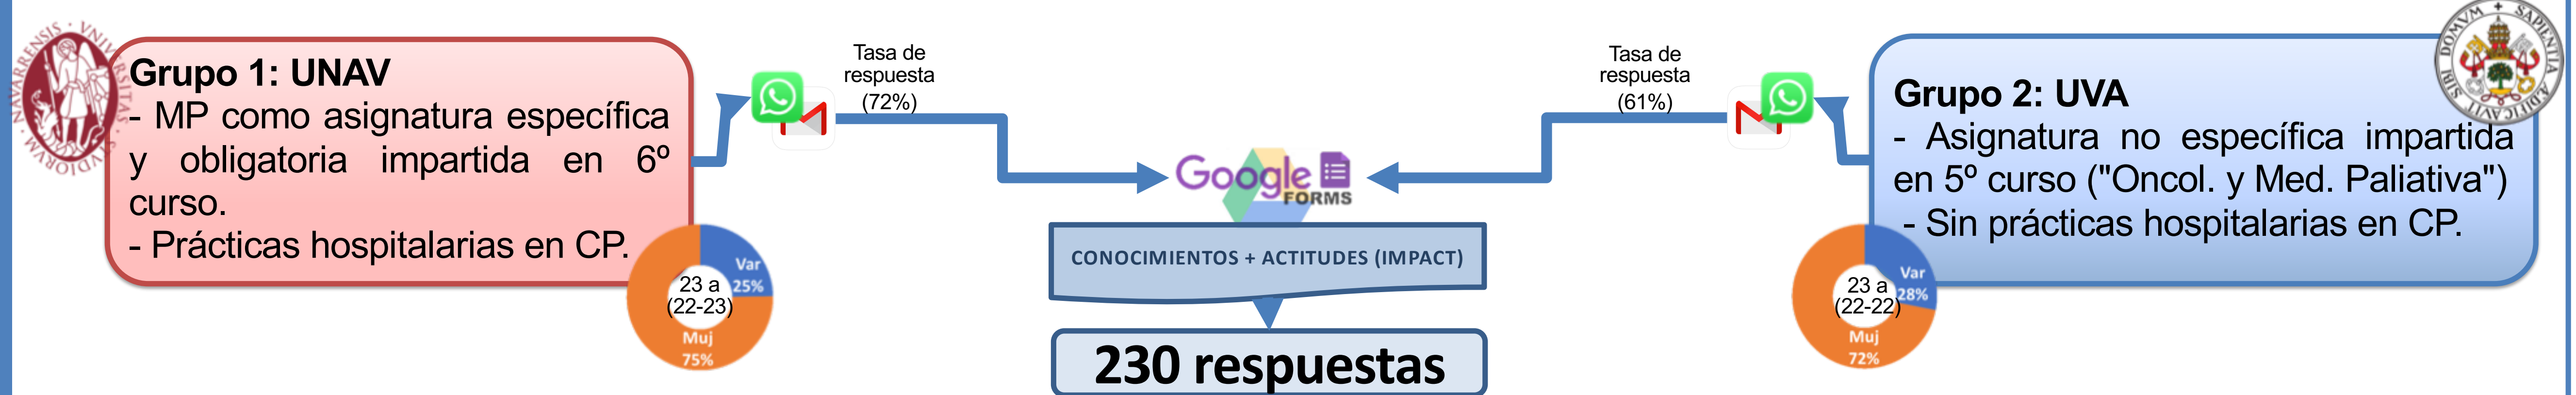 Grupo 1: UNAV
- MP como asignatura específica
y obligatoria impartida en 6º
curso.
- Prácticas hospitalarias en CP.
Var
25%
23 a
(22-23)
Muj
75%
Tasa de
respuesta
(72%)
Google
FORMS
CONOCIMIENTOS + ACTITUDES (IMPACT)
230 respuestas
Tasa de
respuesta
(61%)
Grupo 2: UVA
- Asignatura no específica impartida
en 5º curso ("Oncol. y Med. Paliativa")
- Sin prácticas hospitalarias en CP.
Var
28%
23 a
(22-22)
Muj
72%